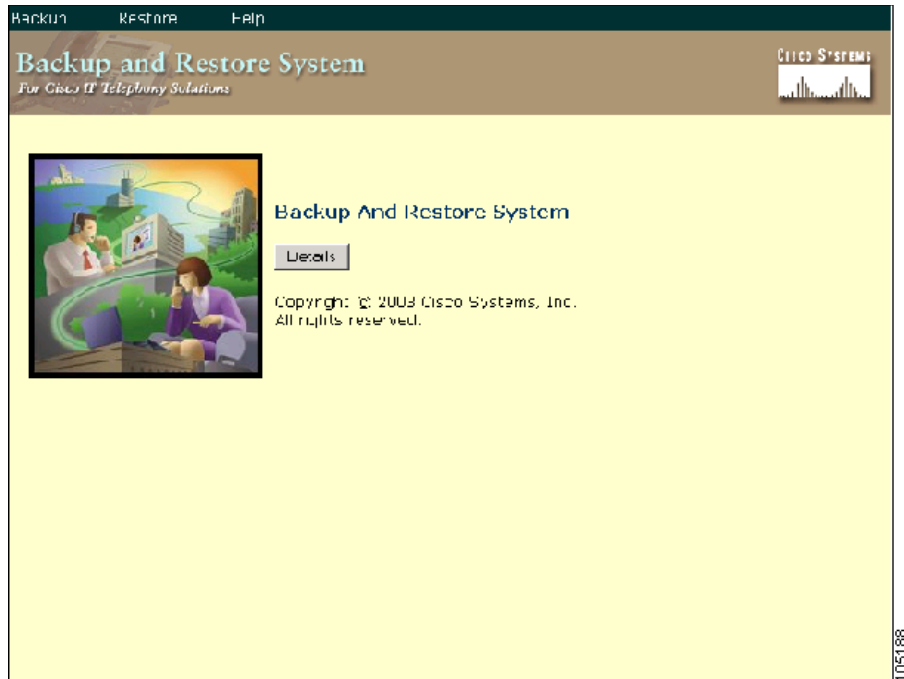 Backup Restore Help
Backup and Restore System
For Cisco IP Telephony Solutions
CISCO SYSTEMS
Backup And Restore System
Details
Copyright © 2003 Cisco Systems, Inc.
All rights reserved.
105188